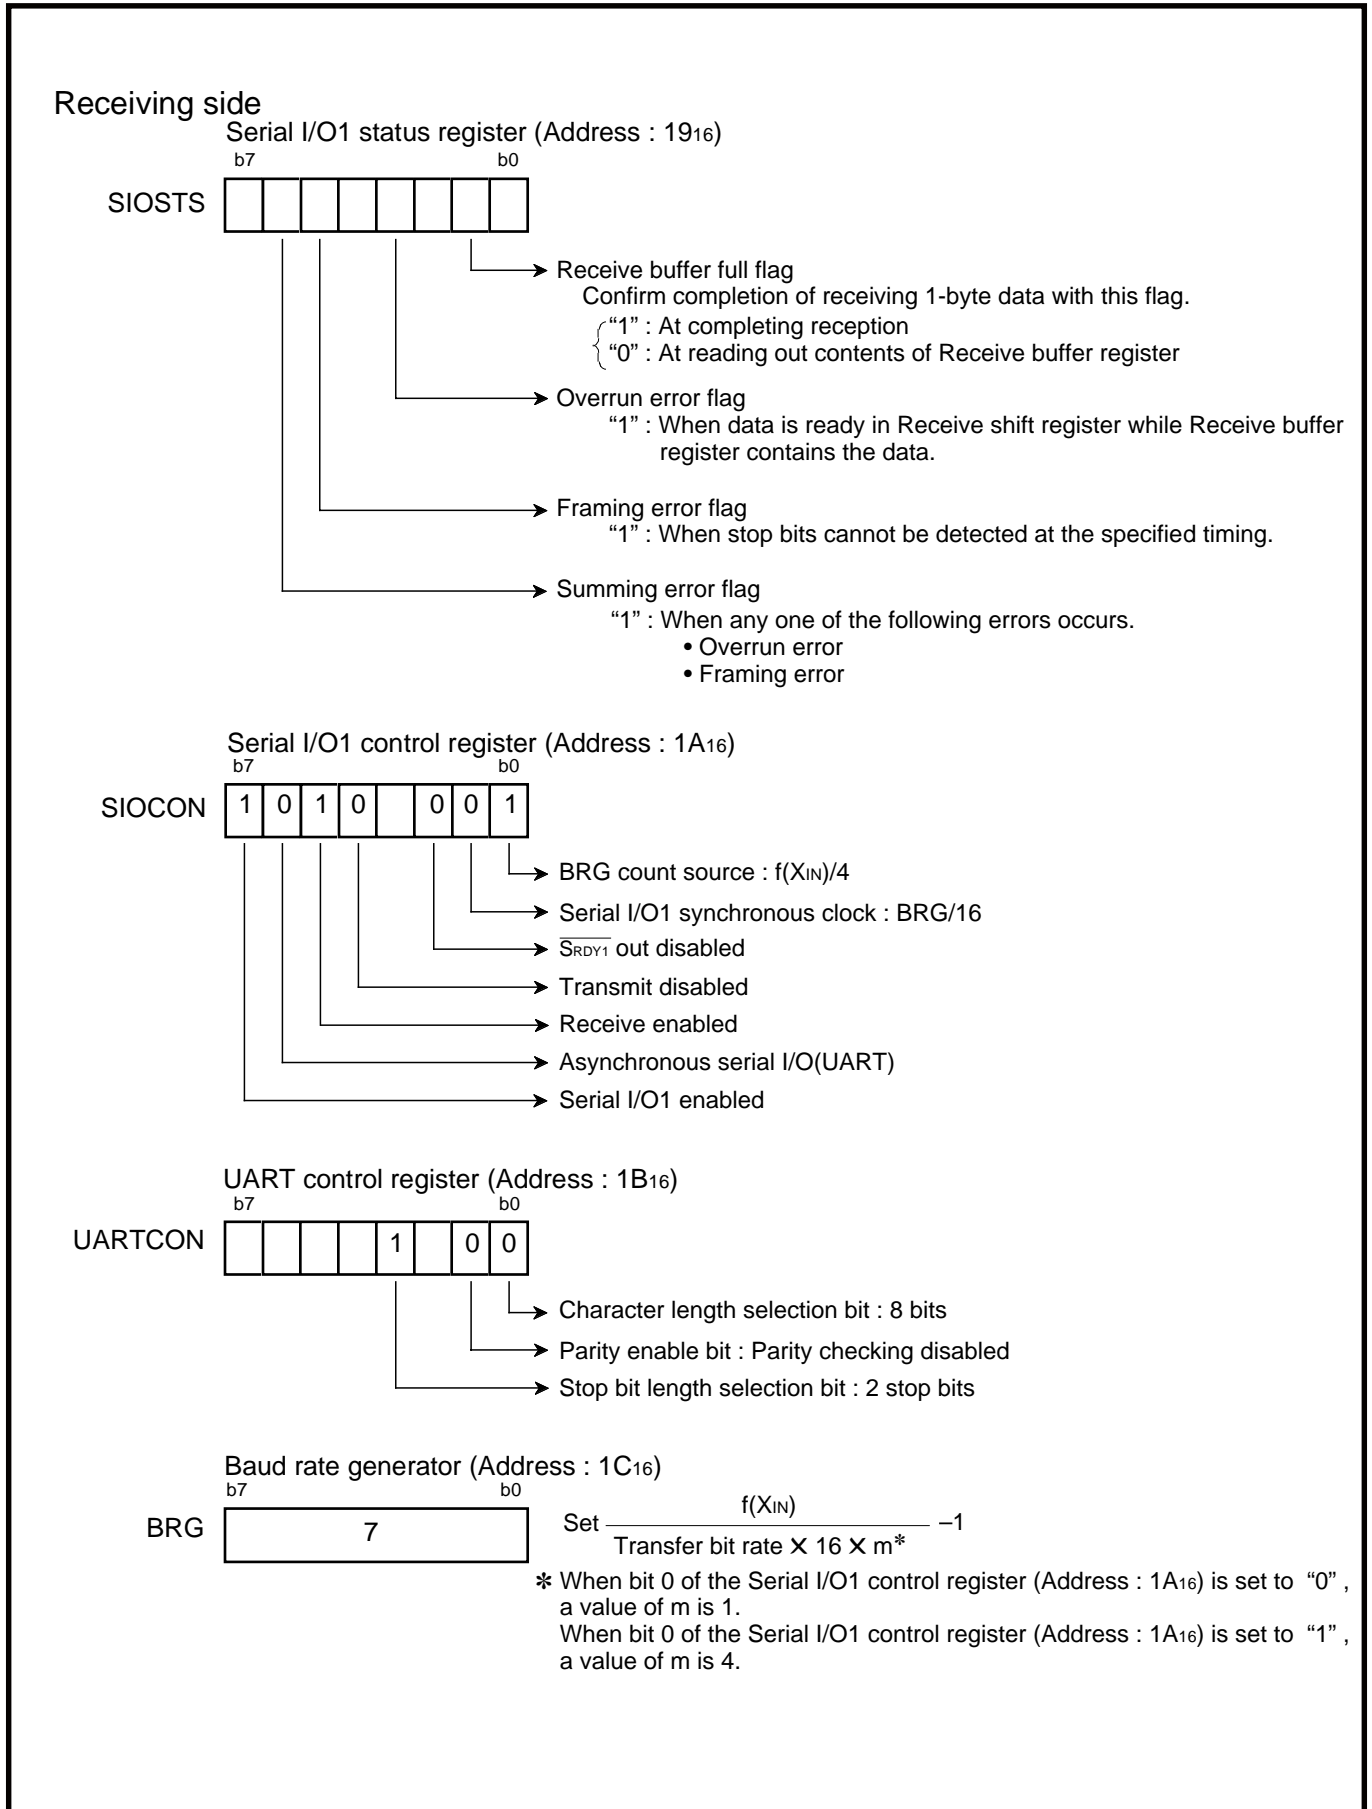 Receiving side
Serial I/O1 status register (Address : 1916)
b7 b0
SIOSTS
Receive buffer full flag
Confirm completion of receiving 1-byte data with this flag.
“1” : At completing reception
“0” : At reading out contents of Receive buffer register
Overrun error flag
“1” : When data is ready in Receive shift register while Receive buffer
register contains the data.
Framing error flag
“1” : When stop bits cannot be detected at the specified timing.
Summing error flag
“1” : When any one of the following errors occurs.
• Overrun error
• Framing error
Serial I/O1 control register (Address : 1A16)
b7 b0
SIOCON 1 0 1 0 0 0 1
BRG count source : f(XIN)/4
Serial I/O1 synchronous clock : BRG/16
SRDY1 out disabled
Transmit disabled
Receive enabled
Asynchronous serial I/O(UART)
Serial I/O1 enabled
UART control register (Address : 1B16)
b7 b0
UARTCON 1 0 0
Character length selection bit : 8 bits
Parity enable bit : Parity checking disabled
Stop bit length selection bit : 2 stop bits
Baud rate generator (Address : 1C16)
b7 b0
f(XIN)
BRG 7 Set –1
Transfer bit rate ✕ 16 ✕ m✻
✻ When bit 0 of the Serial I/O1 control register (Address : 1A16) is set to “0” ,
a value of m is 1.
When bit 0 of the Serial I/O1 control register (Address : 1A16) is set to “1” ,
a value of m is 4.